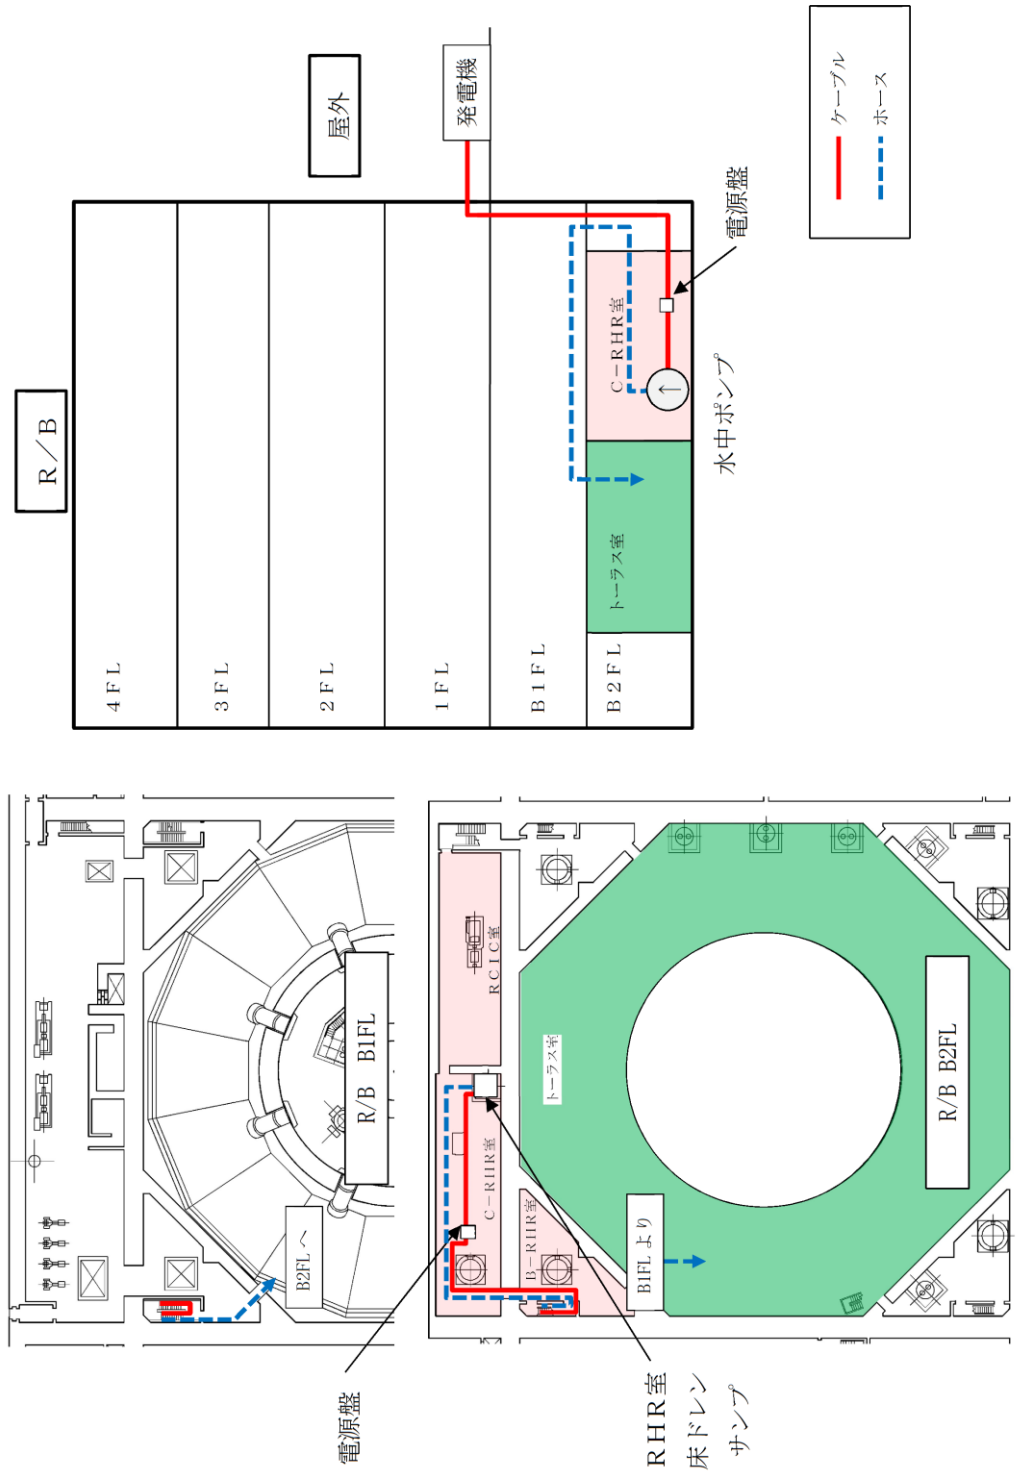 R/B
屋外
4FL
3FL
2FL
1FL
B1FL
B2FL
発電機
トーラス室
C-RHR室
水中ポンプ
電源盤
ケーブル
ホース
R/B B1FL
B2FLへ
電源盤
RCIC室
C-RHR室
B-RHR室
トーラス室
B1FLより
R/B B2FL
RHR室
床ドレン
サンプ